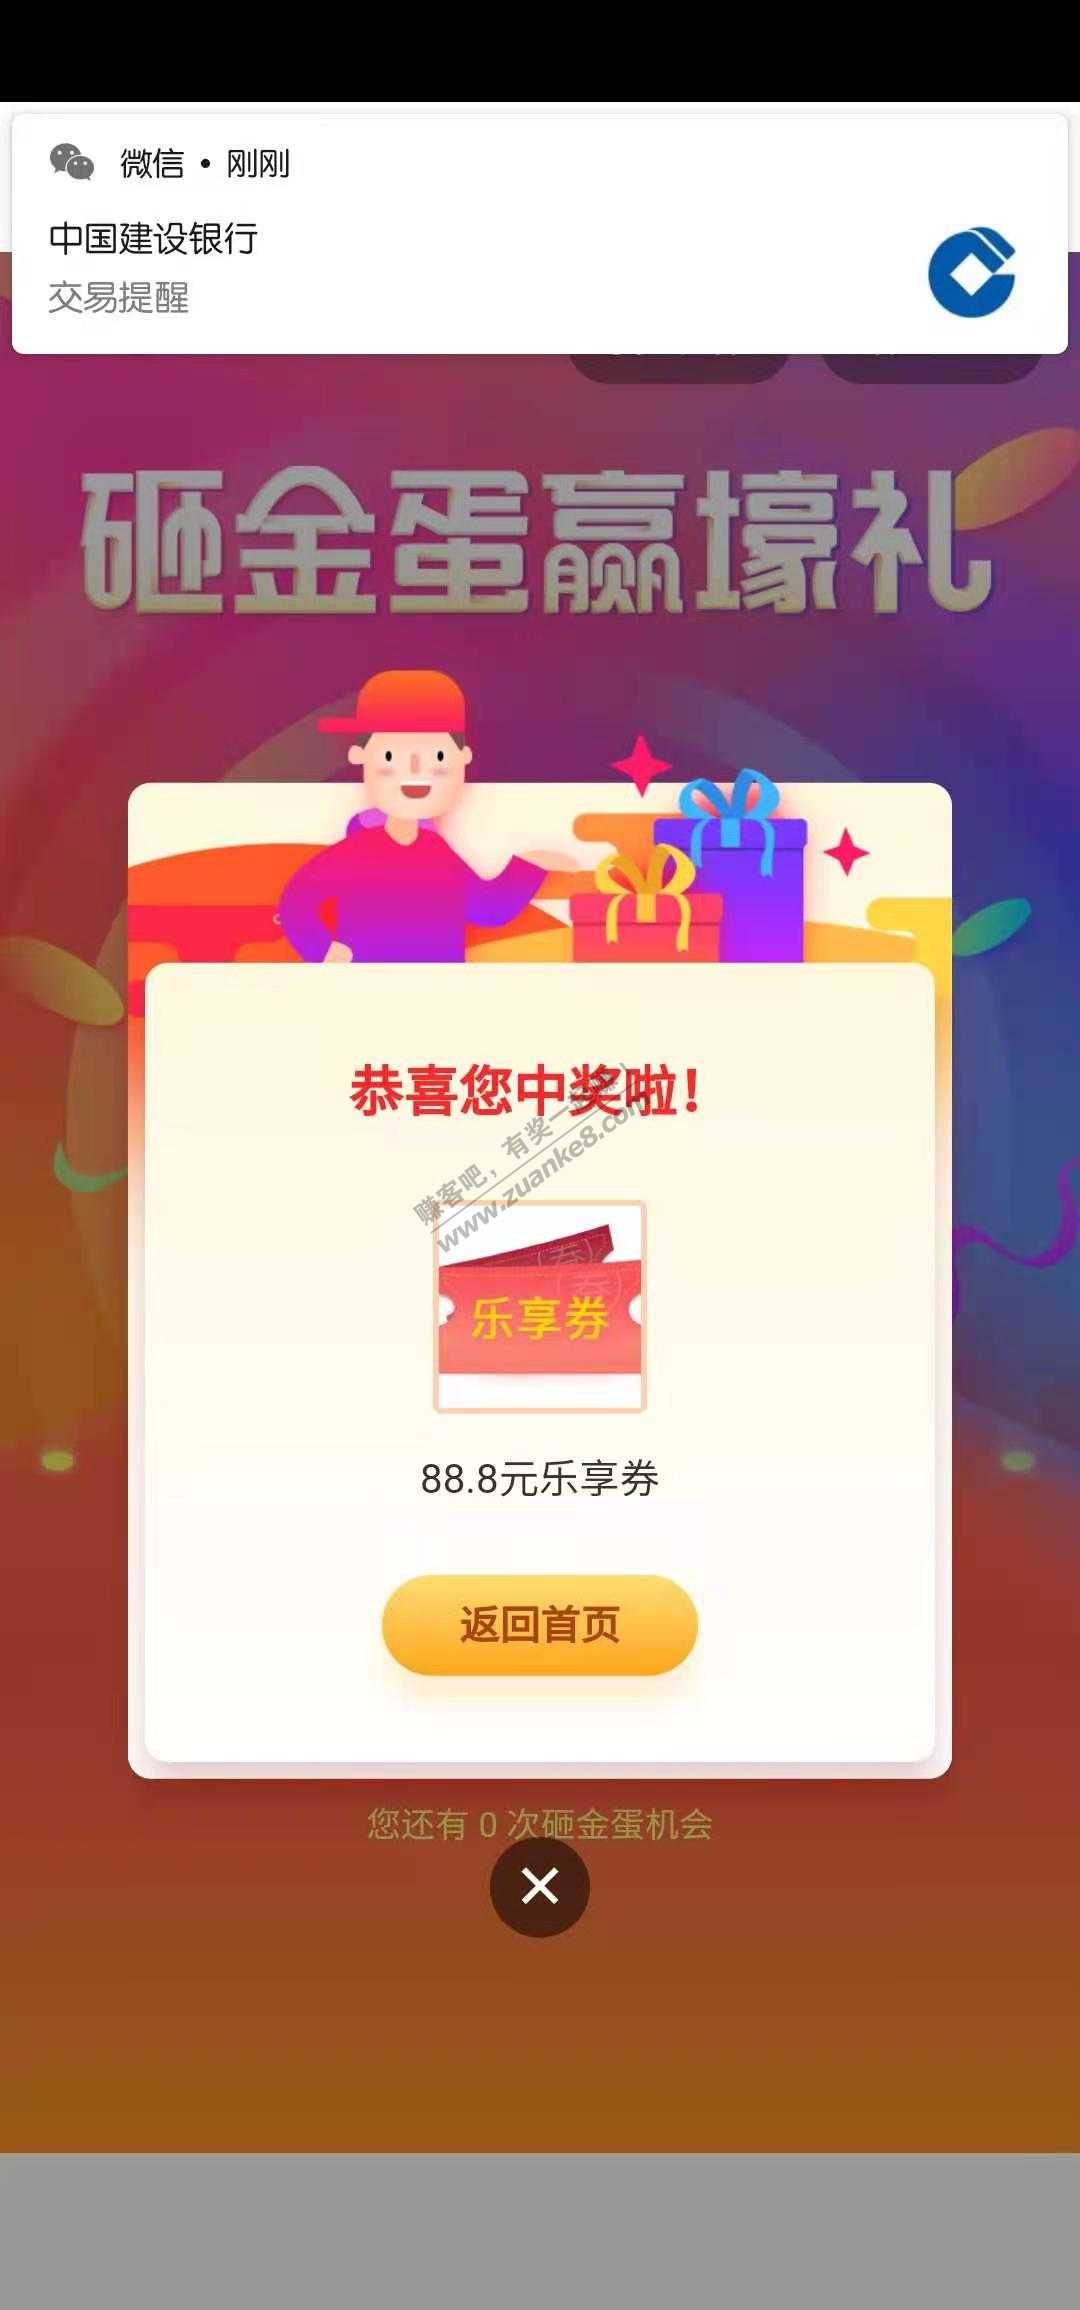 微信 • 刚刚
中国建设银行
交易提醒
砸金蛋赢壕礼
恭喜您中奖啦！
赚客吧，有奖一起赚！
www.zuanke8.com
券
券
乐享券
88.8元乐享券
返回首页
您还有 0 次砸金蛋机会